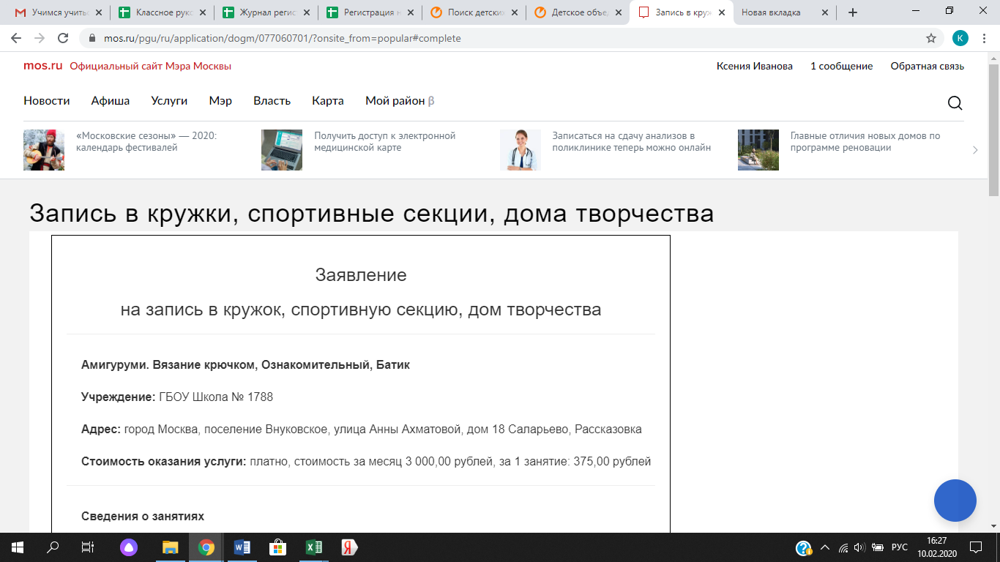 Учимся учитьс
Классное рук
Журнал регис
Регистрация н
Поиск детских
Детское объе
Запись в круж
Новая вкладка
mos.ru/pgu/ru/application/dogm/077060701/?onsite_from=popular#complete
K
mos.ru Официальный сайт Мэра Москвы
Ксения Иванова 1 сообщение Обратная связь
Новости Афиша Услуги Мэр Власть Карта Мой район β
«Московские сезоны» — 2020:
календарь фестивалей
Получить доступ к электронной
медицинской карте
Записаться на сдачу анализов в
поликлинике теперь можно онлайн
Главные отличия новых домов по
программе реновации
Запись в кружки, спортивные секции, дома творчества
Заявление
на запись в кружок, спортивную секцию, дом творчества
Амигуруми. Вязание крючком, Ознакомительный, Батик
Учреждение: ГБОУ Школа № 1788
Адрес: город Москва, поселение Внуковское, улица Анны Ахматовой, дом 18 Саларьево, Рассказовка
Стоимость оказания услуги: платно, стоимость за месяц 3 000,00 рублей, за 1 занятие: 375,00 рублей
Сведения о занятиях
РУС
16:27
10.02.2020